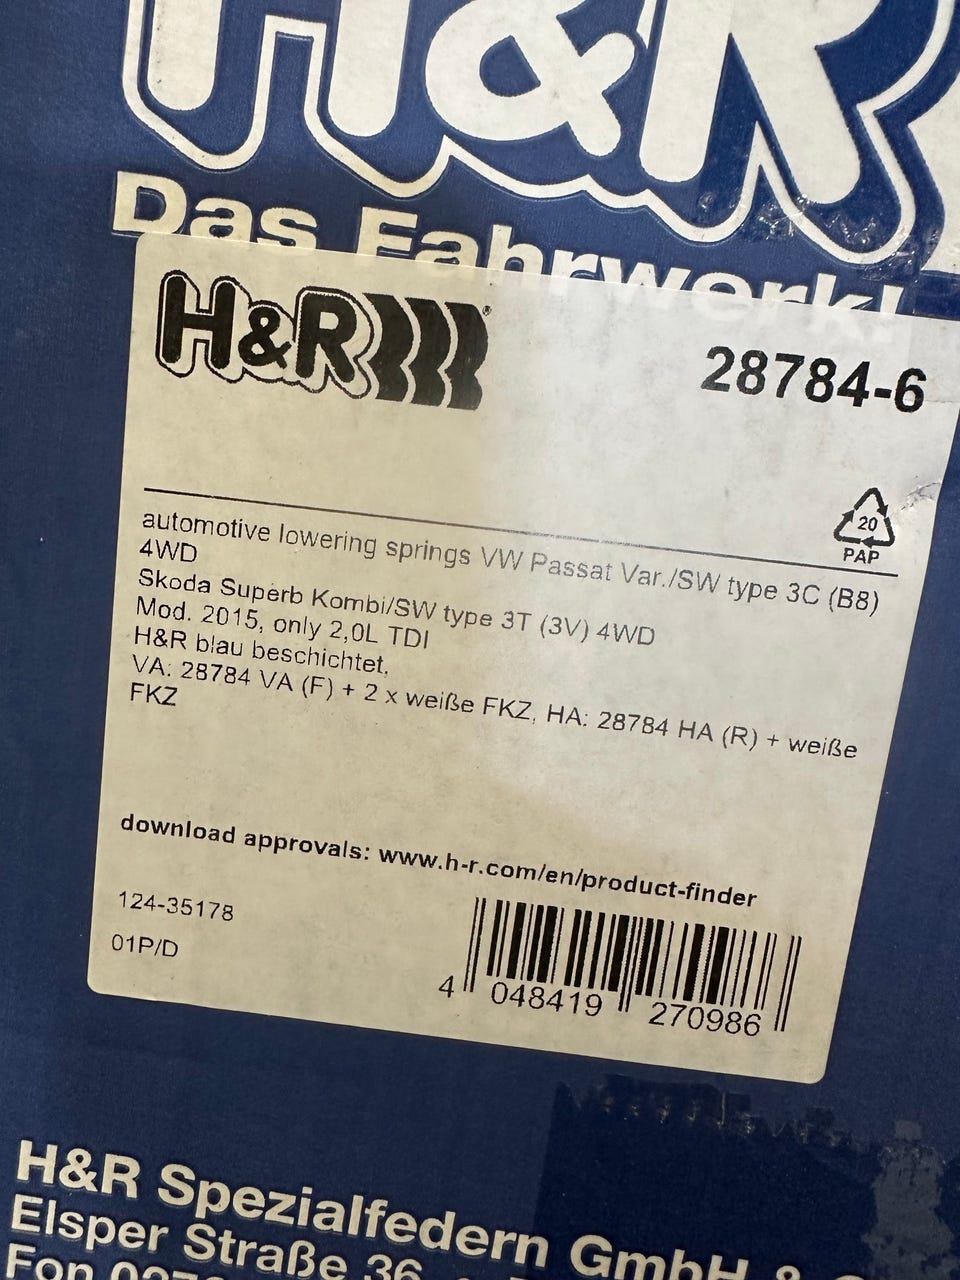 H&R
Das Fahrwerk!
H&R®
28784-6
20
PAP
automotive lowering springs VW Passat Var./SW type 3C (B8)
4WD
Skoda Superb Kombi/SW type 3T (3V) 4WD
Mod. 2015, only 2,0L TDI
H&R blau beschichtet,
VA: 28784 VA (F) + 2 x weiße FKZ, HA: 28784 HA (R) + weiße
FKZ
download approvals: www.h-r.com/en/product-finder
124-35178
01P/D
4 048419 270986
H&R Spezialfedern GmbH &
Elsper Straße 36
Fon